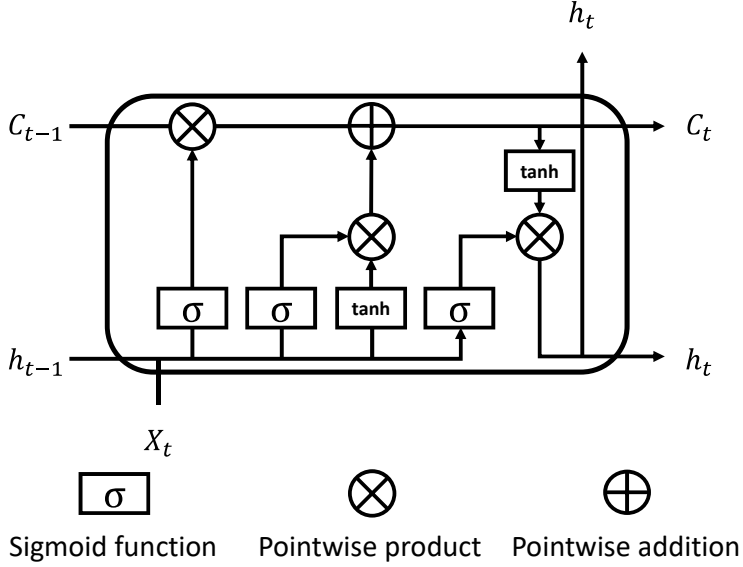 h_t
C_{t-1}
C_t
tanh
σ
σ
tanh
σ
h_{t-1}
h_t
X_t
σ
Sigmoid function
Pointwise product
Pointwise addition